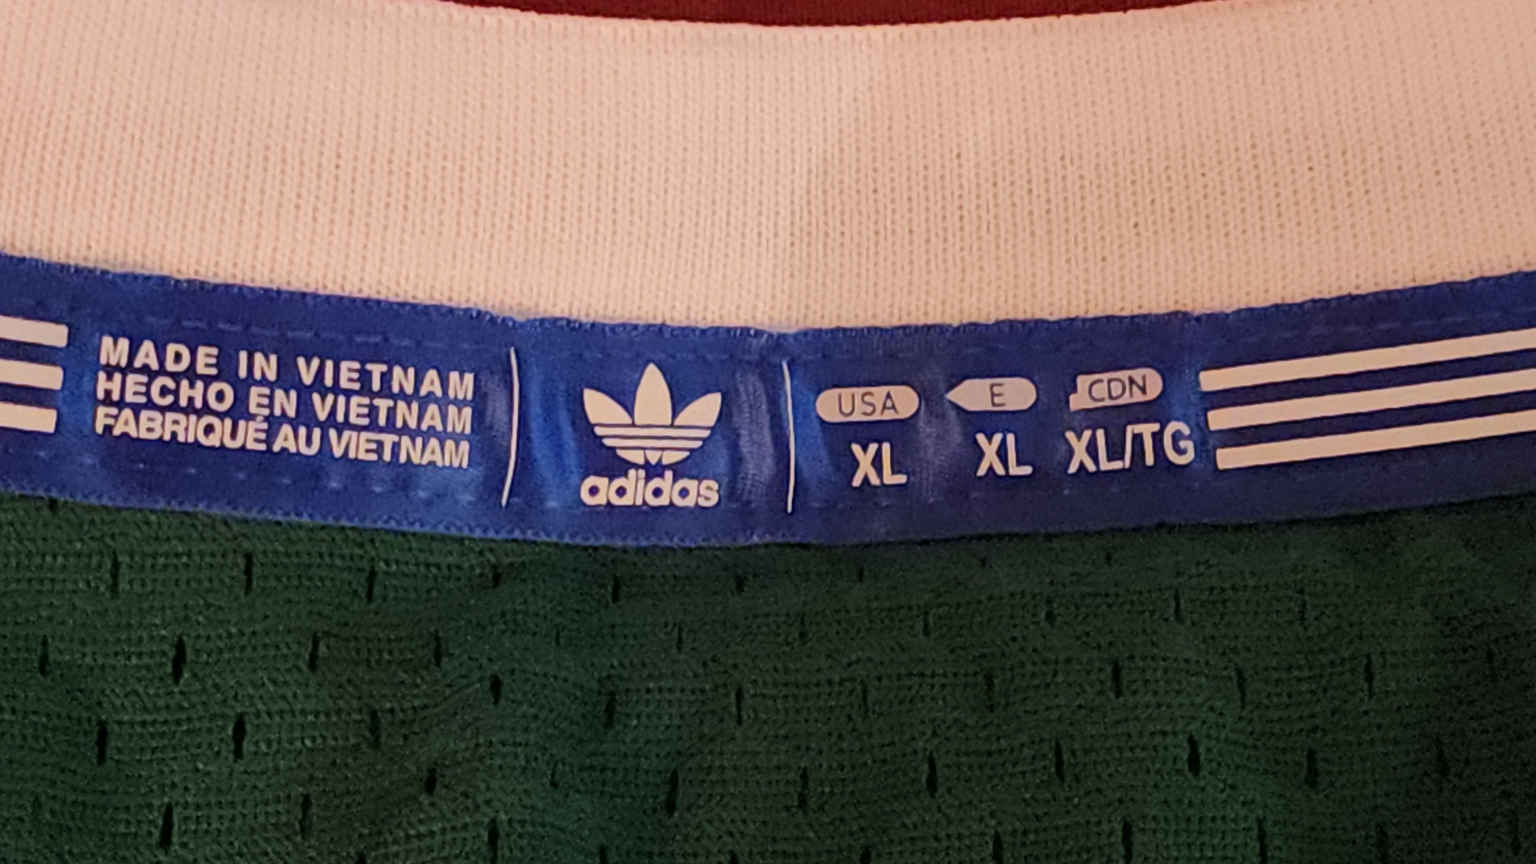 MADE IN VIETNAM
HECHO EN VIETNAM
FABRIQUÉ AU VIETNAM
adidas
USA E CDN
XL XL XL/TG